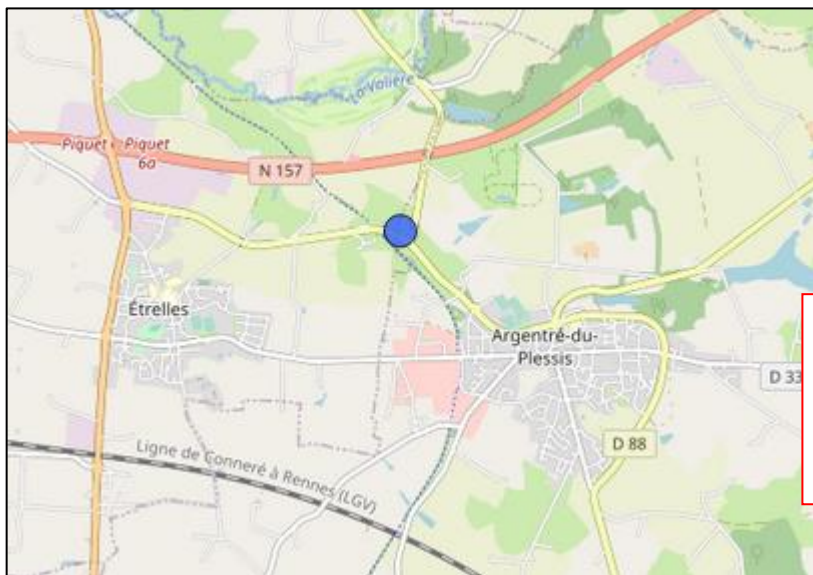 La Valière
Piquet
Piquet
6a
N 157
Étrelles
Argentré-du-
Plessis
D 33
D 88
Ligne de Conneré à Rennes (LGV)